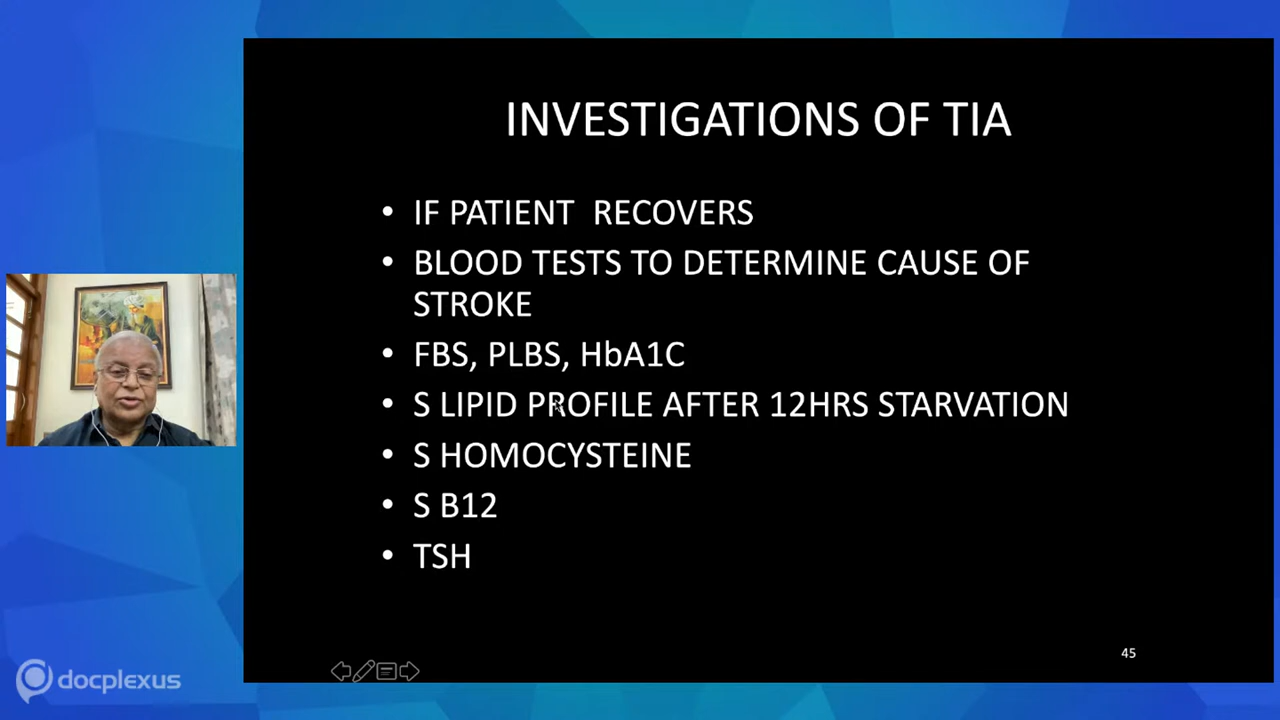 INVESTIGATIONS OF TIA
• IF PATIENT RECOVERS
• BLOOD TESTS TO DETERMINE CAUSE OF
STROKE
• FBS, PLBS, HbA1C
• S LIPID PROFILE AFTER 12HRS STARVATION
• S HOMOCYSTEINE
• S B12
• TSH
45
docplexus